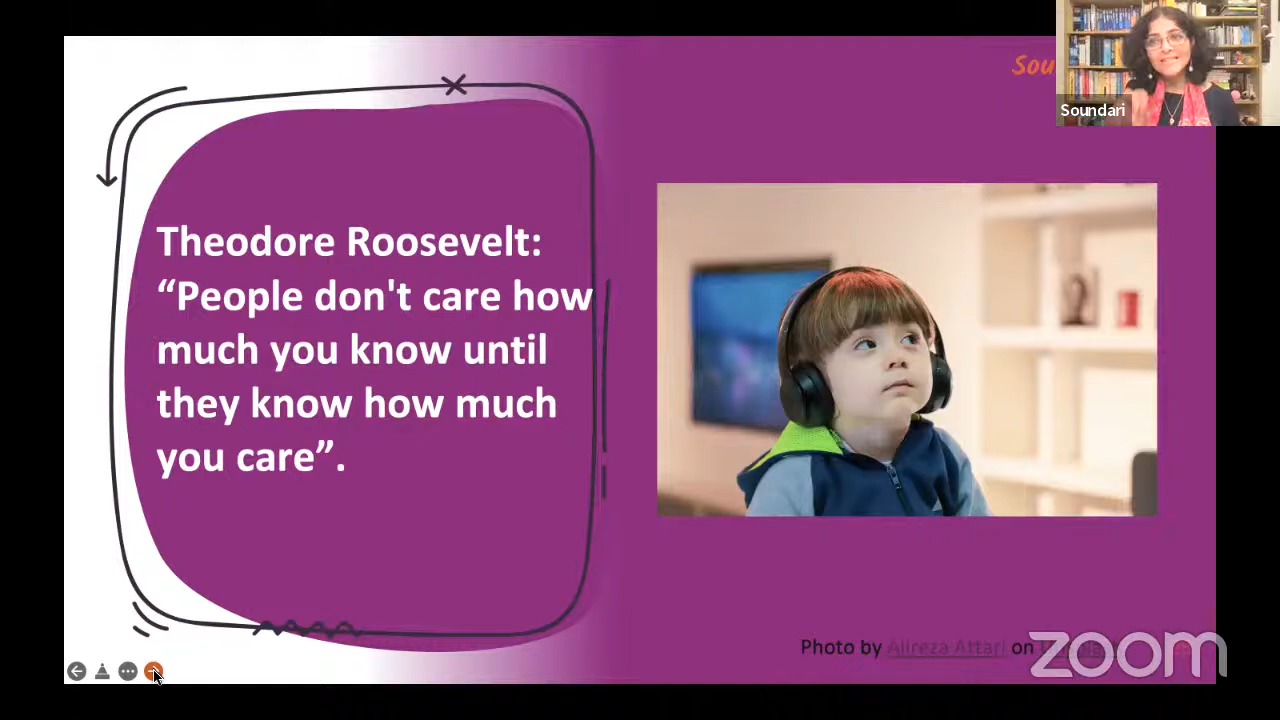 Sou
Soundari
Theodore Roosevelt:
“People don't care how
much you know until
they know how much
you care”.
Photo by Alireza Attari on
zoom